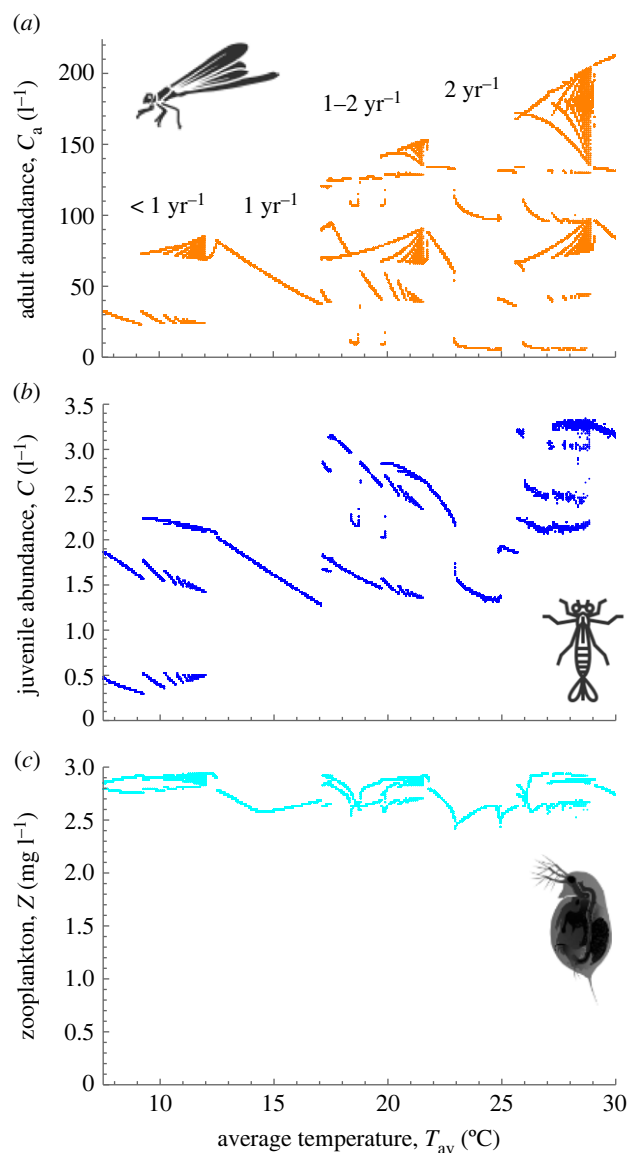 (a)
200
150
100
50
0
adult abundance, Cₐ (l⁻¹)
< 1 yr⁻¹
1 yr⁻¹
1–2 yr⁻¹
2 yr⁻¹
(b)
3.5
3.0
2.5
2.0
1.5
1.0
0.5
0
juvenile abundance, C (l⁻¹)
(c)
3.0
2.5
2.0
1.5
1.0
0.5
0
zooplankton, Z (mg l⁻¹)
10 15 20 25 30
average temperature, Tav (ºC)